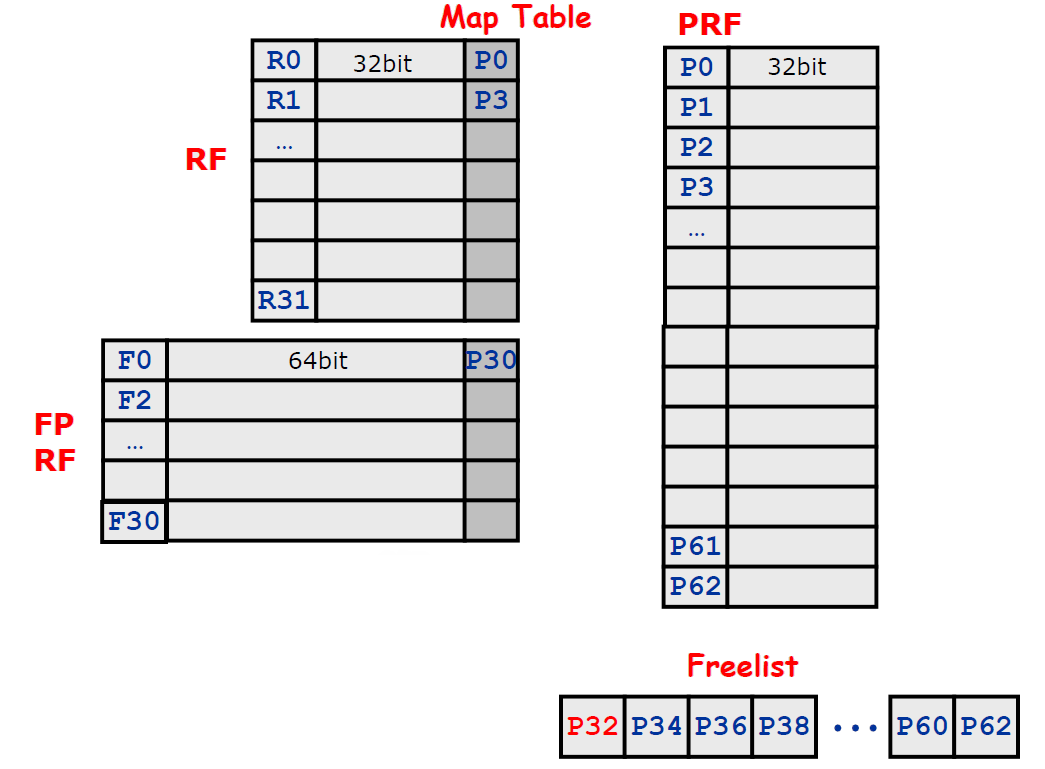 Map Table
PRF
RF
R0 32bit P0
R1 P3
...
R31
FP
RF
F0 64bit P30
F2
...
F30
P0 32bit
P1
P2
P3
...
P61
P62
Freelist
P32 P34 P36 P38 ... P60 P62